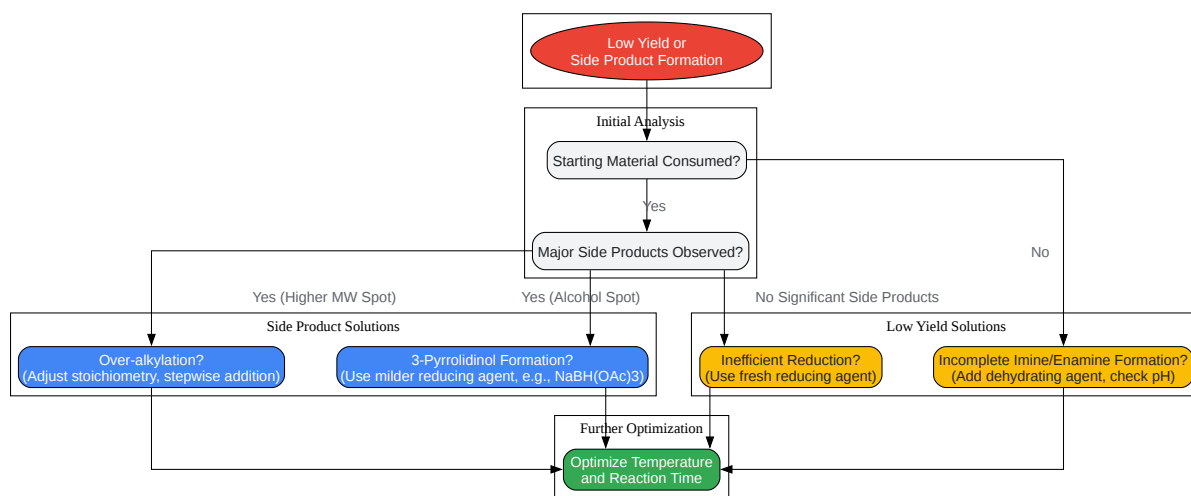 Low Yield or
Side Product Formation
Initial Analysis
Starting Material Consumed?
Yes
Major Side Products Observed?
No
Yes (Higher MW Spot)
Yes (Alcohol Spot)
No Significant Side Products
Side Product Solutions
Low Yield Solutions
Over-alkylation?
(Adjust stoichiometry, stepwise addition)
3-Pyrrolidinol Formation?
(Use milder reducing agent, e.g., NaBH(OAc)3)
Inefficient Reduction?
(Use fresh reducing agent)
Incomplete Imine/Enamine Formation?
(Add dehydrating agent, check pH)
Further Optimization
Optimize Temperature
and Reaction Time